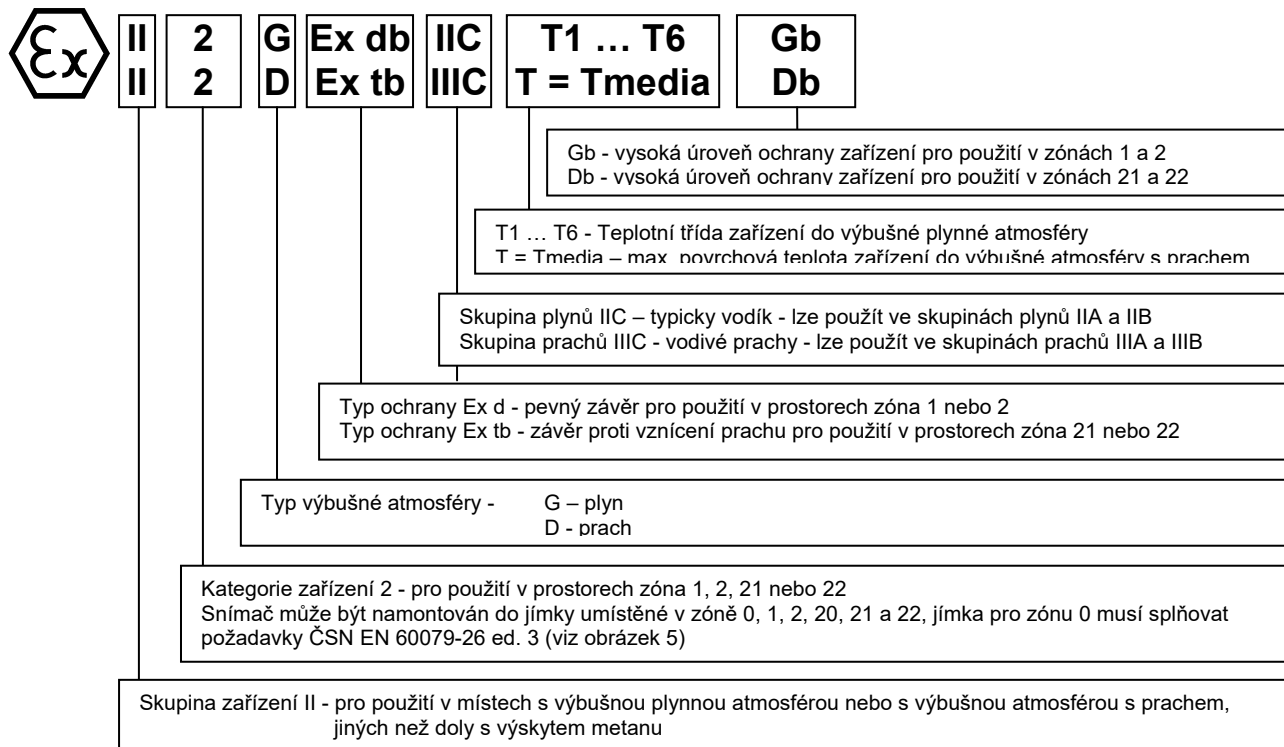 Ex II 2 G Ex db IIC T1 … T6 Gb
II 2 D Ex tb IIIC T = Tmedia Db
Gb - vysoká úroveň ochrany zařízení pro použití v zónách 1 a 2
Db - vysoká úroveň ochrany zařízení pro použití v zónách 21 a 22
T1 … T6 - Teplotní třída zařízení do výbušné plynné atmosféry
T = Tmedia – max. povrchová teplota zařízení do výbušné atmosféry s prachem
Skupina plynů IIC – typicky vodík - lze použít ve skupinách plynů IIA a IIB
Skupina prachů IIIC - vodivé prachy - lze použít ve skupinách prachů IIIA a IIIB
Typ ochrany Ex d - pevný závěr pro použití v prostorech zóna 1 nebo 2
Typ ochrany Ex tb - závěr proti vznícení prachu pro použití v prostorech zóna 21 nebo 22
Typ výbušné atmosféry - G – plyn
D - prach
Kategorie zařízení 2 - pro použití v prostorech zóna 1, 2, 21 nebo 22
Snímač může být namontován do jímky umístěné v zóně 0, 1, 2, 20, 21 a 22, jímka pro zónu 0 musí splňovat
požadavky ČSN EN 60079-26 ed. 3 (viz obrázek 5)
Skupina zařízení II - pro použití v místech s výbušnou plynnou atmosférou nebo s výbušnou atmosférou s prachem,
jiných než doly s výskytem metanu